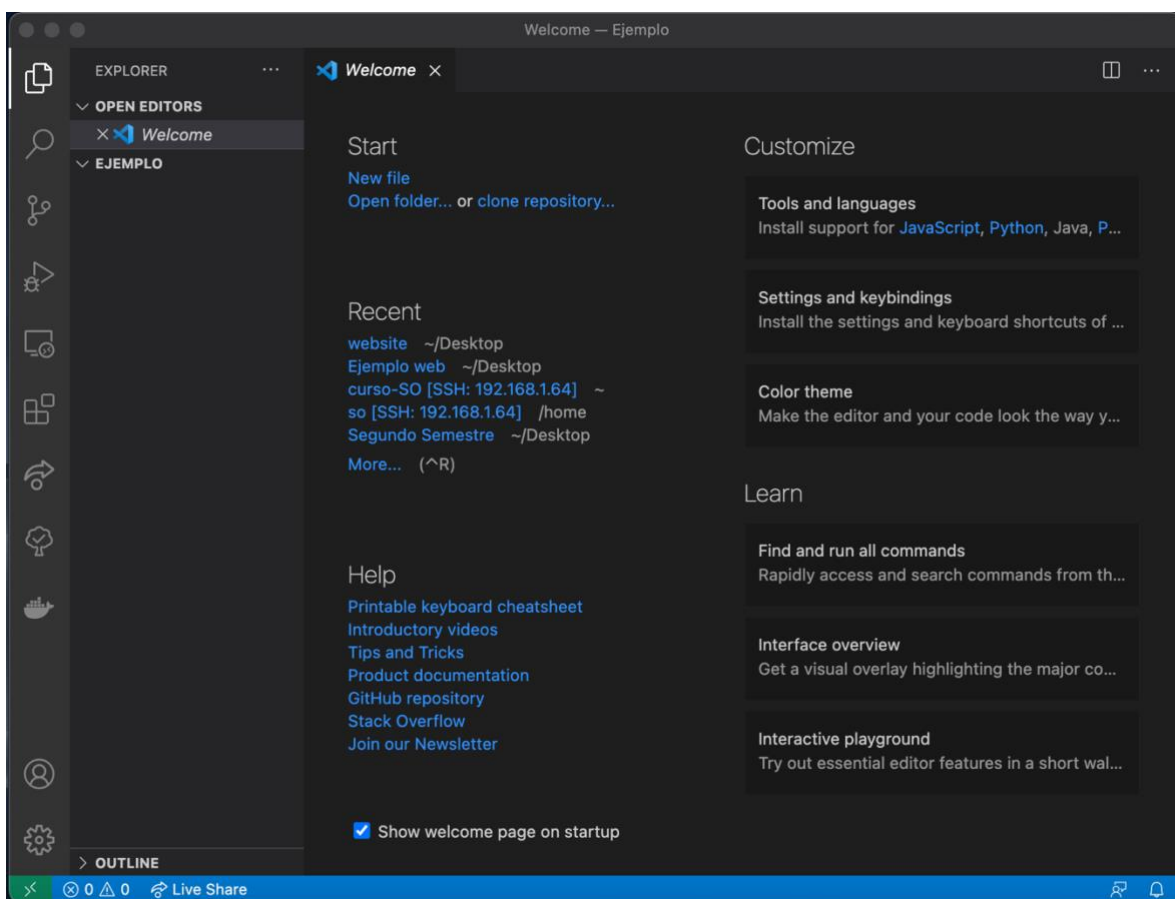 Welcome — Ejemplo
EXPLORER ...
OPEN EDITORS
Welcome
EJEMPLO
OUTLINE
Welcome
Start
New file
Open folder... or clone repository...
Recent
website ~/Desktop
Ejemplo web ~/Desktop
curso-SO [SSH: 192.168.1.64] ~
so [SSH: 192.168.1.64] /home
Segundo Semestre ~/Desktop
More... (^R)
Help
Printable keyboard cheatsheet
Introductory videos
Tips and Tricks
Product documentation
GitHub repository
Stack Overflow
Join our Newsletter
Show welcome page on startup
Customize
Tools and languages
Install support for JavaScript, Python, Java, P...
Settings and keybindings
Install the settings and keyboard shortcuts of ...
Color theme
Make the editor and your code look the way y...
Learn
Find and run all commands
Rapidly access and search commands from th...
Interface overview
Get a visual overlay highlighting the major co...
Interactive playground
Try out essential editor features in a short wal...
0 0 Live Share